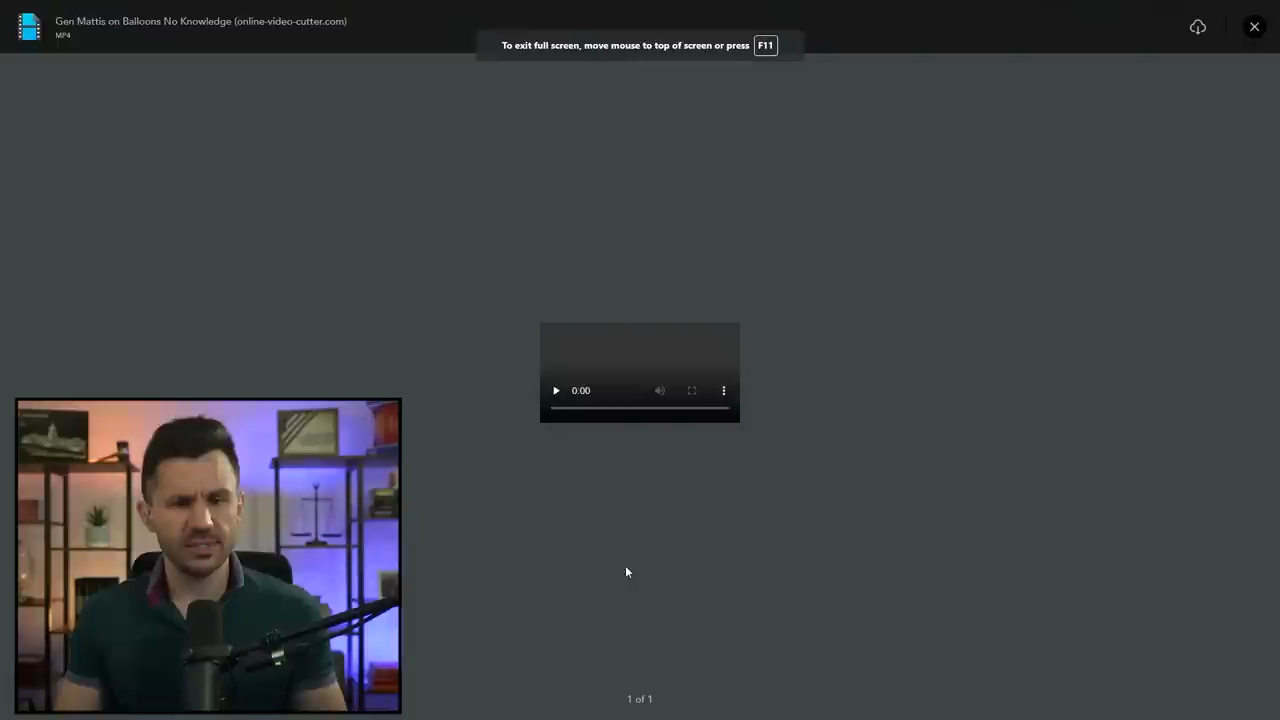 Gen Mattis on Balloons No Knowledge (online-video-cutter.com)
MP4
To exit full screen, move mouse to top of screen or press F11
0:00
1 of 1